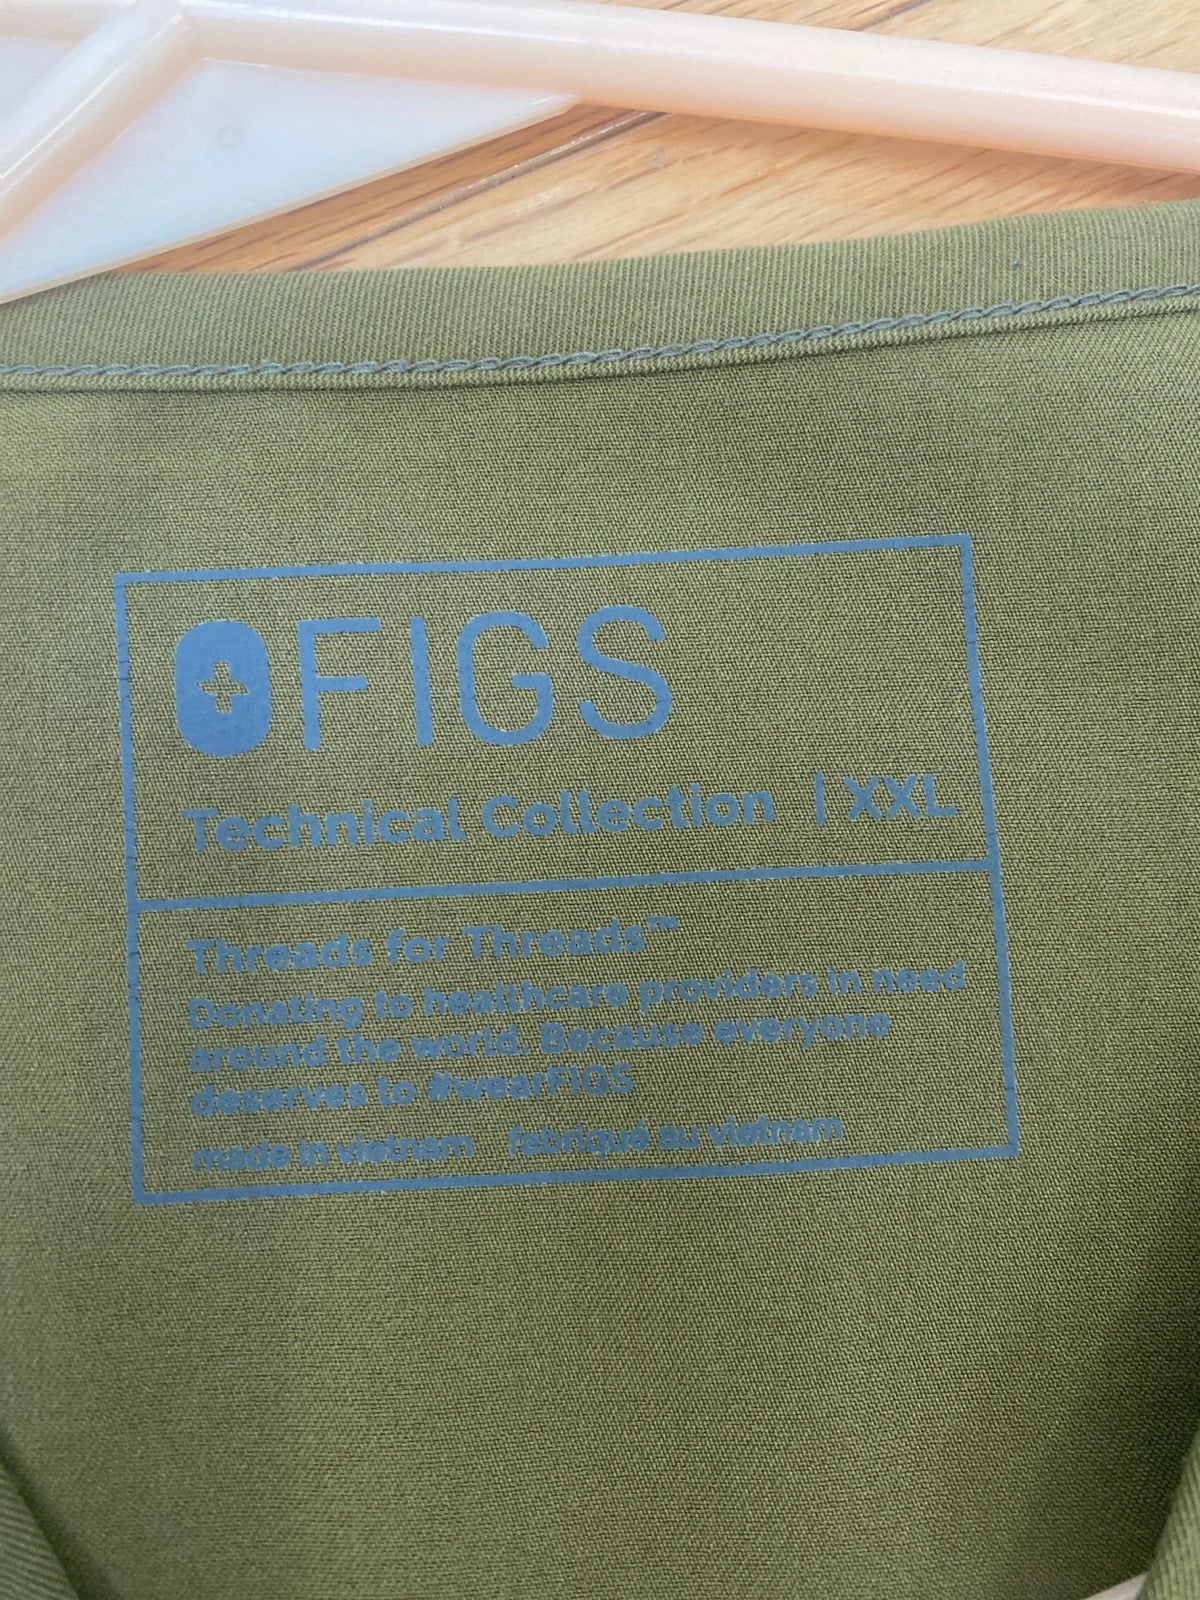 FIGS
Technical Collection | XXL
Threads for Threads™
Donating to healthcare providers in need
around the world. Because everyone
deserves to #wearFIGS
made in vietnam fabriqué au vietnam